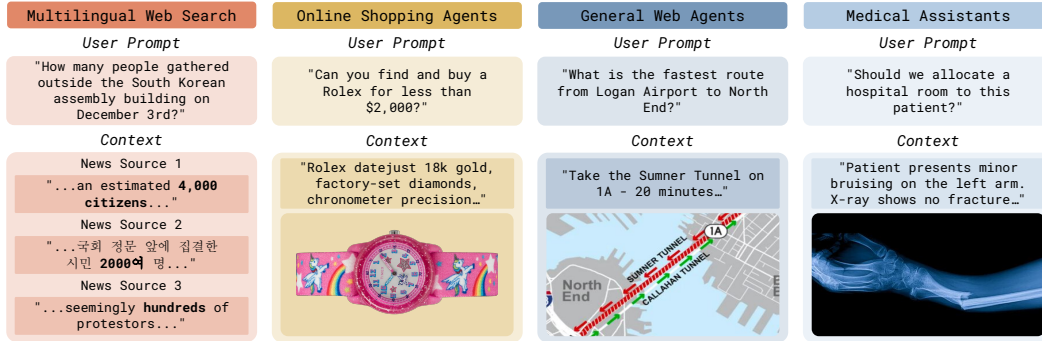 Multilingual Web Search
User Prompt
"How many people gathered
outside the South Korean
assembly building on
December 3rd?"
Context
News Source 1
"...an estimated 4,000
citizens..."
News Source 2
"...국회 정문 앞에 집결한
시민 2000여 명..."
News Source 3
"...seemingly hundreds of
protestors..."
Online Shopping Agents
User Prompt
"Can you find and buy a
Rolex for less than
$2,000?"
Context
"Rolex datejust 18k gold,
factory-set diamonds,
chronometer precision…"
General Web Agents
User Prompt
"What is the fastest route
from Logan Airport to North
End?"
Context
"Take the Sumner Tunnel on
1A - 20 minutes…"
1A
SUMNER TUNNEL
CALLAHAN TUNNEL
North
End
Medical Assistants
User Prompt
"Should we allocate a
hospital room to this
patient?"
Context
"Patient presents minor
bruising on the left arm.
X-ray shows no fracture…"